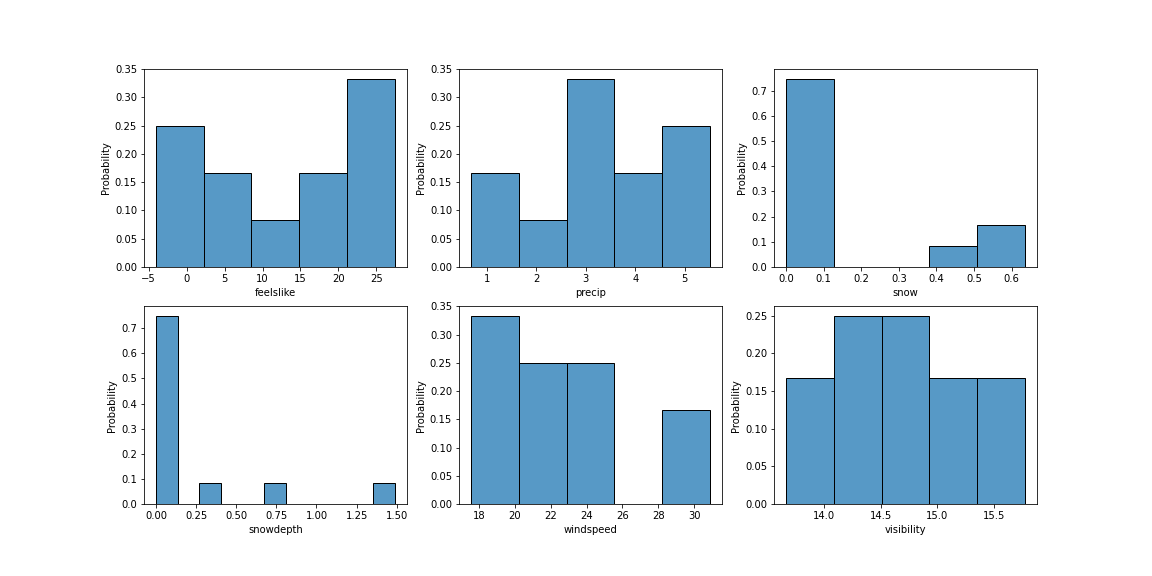 Probability
0.35
0.30
0.25
0.20
0.15
0.10
0.05
0.00
−5 0 5 10 15 20 25
feelslike
Probability
0.35
0.30
0.25
0.20
0.15
0.10
0.05
0.00
1 2 3 4 5
precip
Probability
0.7
0.6
0.5
0.4
0.3
0.2
0.1
0.0
0.0 0.1 0.2 0.3 0.4 0.5 0.6
snow
Probability
0.7
0.6
0.5
0.4
0.3
0.2
0.1
0.0
0.00 0.25 0.50 0.75 1.00 1.25 1.50
snowdepth
Probability
0.35
0.30
0.25
0.20
0.15
0.10
0.05
0.00
18 20 22 24 26 28 30
windspeed
Probability
0.25
0.20
0.15
0.10
0.05
0.00
14.0 14.5 15.0 15.5
visibility